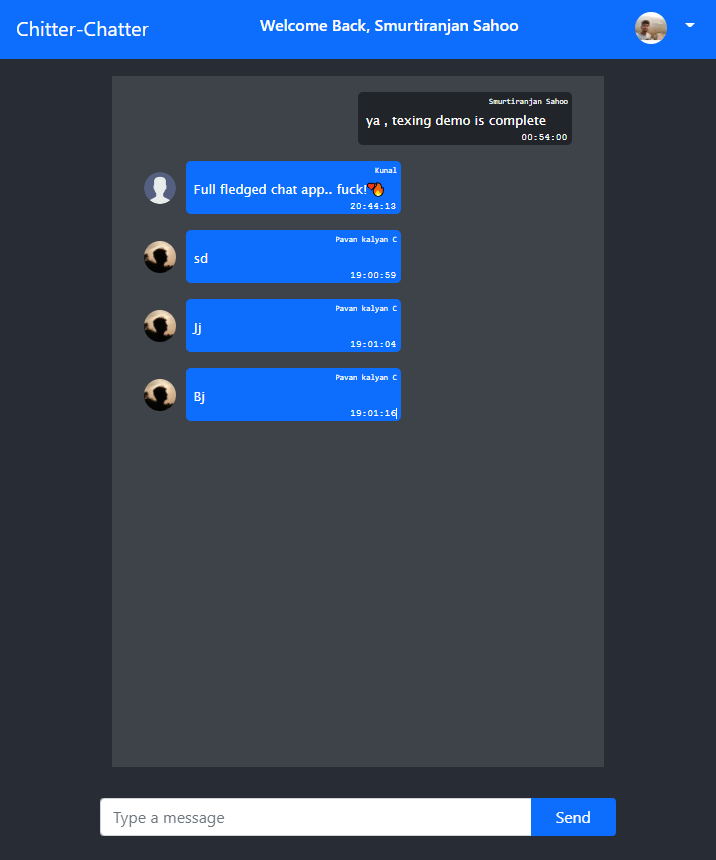 Chitter-Chatter
Welcome Back, Smurtiranjan Sahoo
Smurtiranjan Sahoo
ya , texing demo is complete
00:54:00
Kunal
Full fledged chat app.. fuck!💘🔥
20:44:13
Pavan kalyan C
sd
19:00:59
Pavan kalyan C
Jj
19:01:04
Pavan kalyan C
Bj
19:01:16
Type a message
Send